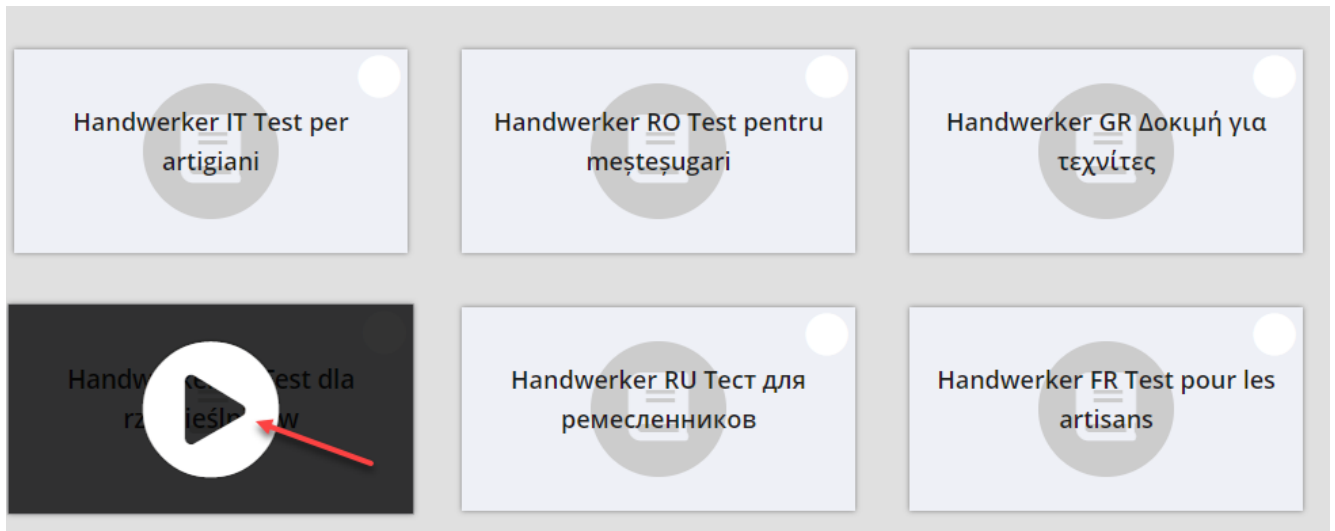 Handwerker IT Test per
artigiani
Handwerker RO Test pentru
meșteșugari
Handwerker GR Δοκιμή για
τεχνίτες
dla
Handwerker RU Тест для
ремесленников
Handwerker FR Test pour les
artisans